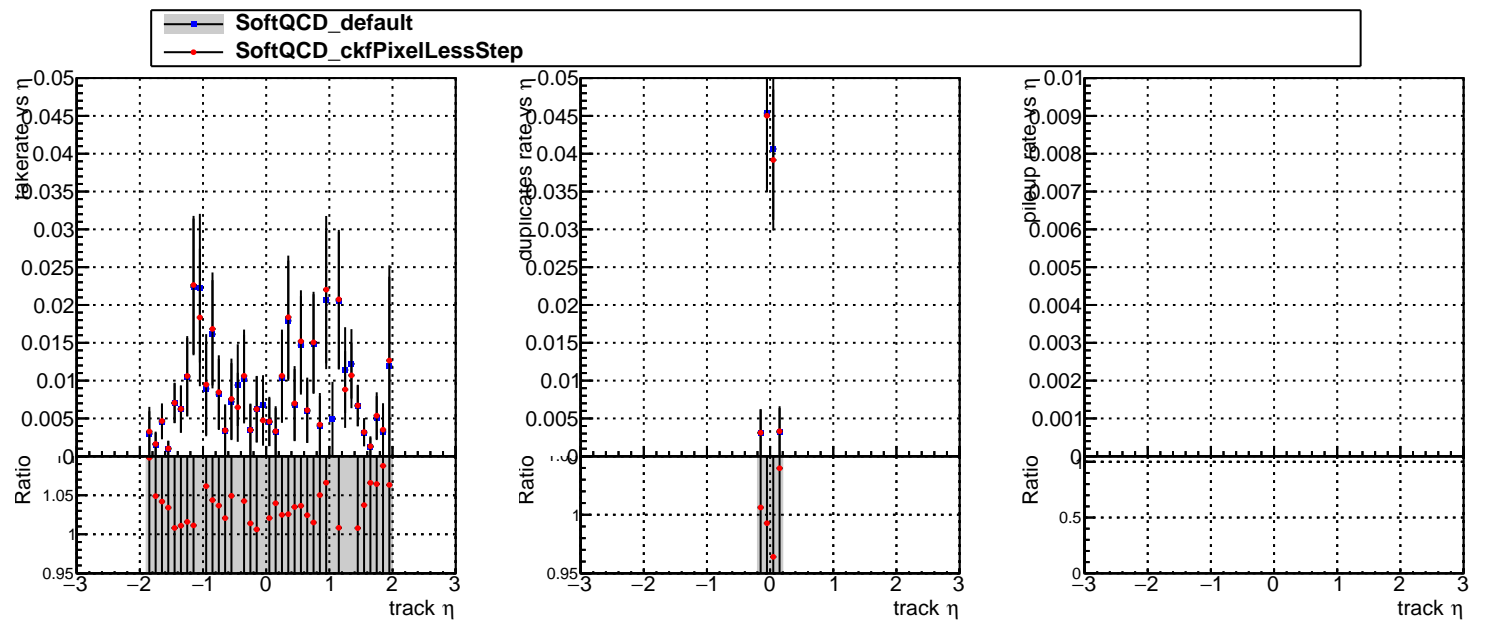 SoftQCD_default
SoftQCD_ckfPixelLessStep
fakerate vs η
0.05
0.045
0.04
0.035
0.03
0.025
0.02
0.015
0.01
0.005
0
Ratio
1.05
1
0.95
−3 −2 −1 0 1 2 3
track η
duplicates rate vs η
0.05
0.045
0.04
0.035
0.03
0.025
0.02
0.015
0.01
0.005
0
Ratio
1
0.95
−3 −2 −1 0 1 2 3
track η
pileup rate vs η
0.01
0.009
0.008
0.007
0.006
0.005
0.004
0.003
0.002
0.001
0
Ratio
0.5
0
−3 −2 −1 0 1 2 3
track η